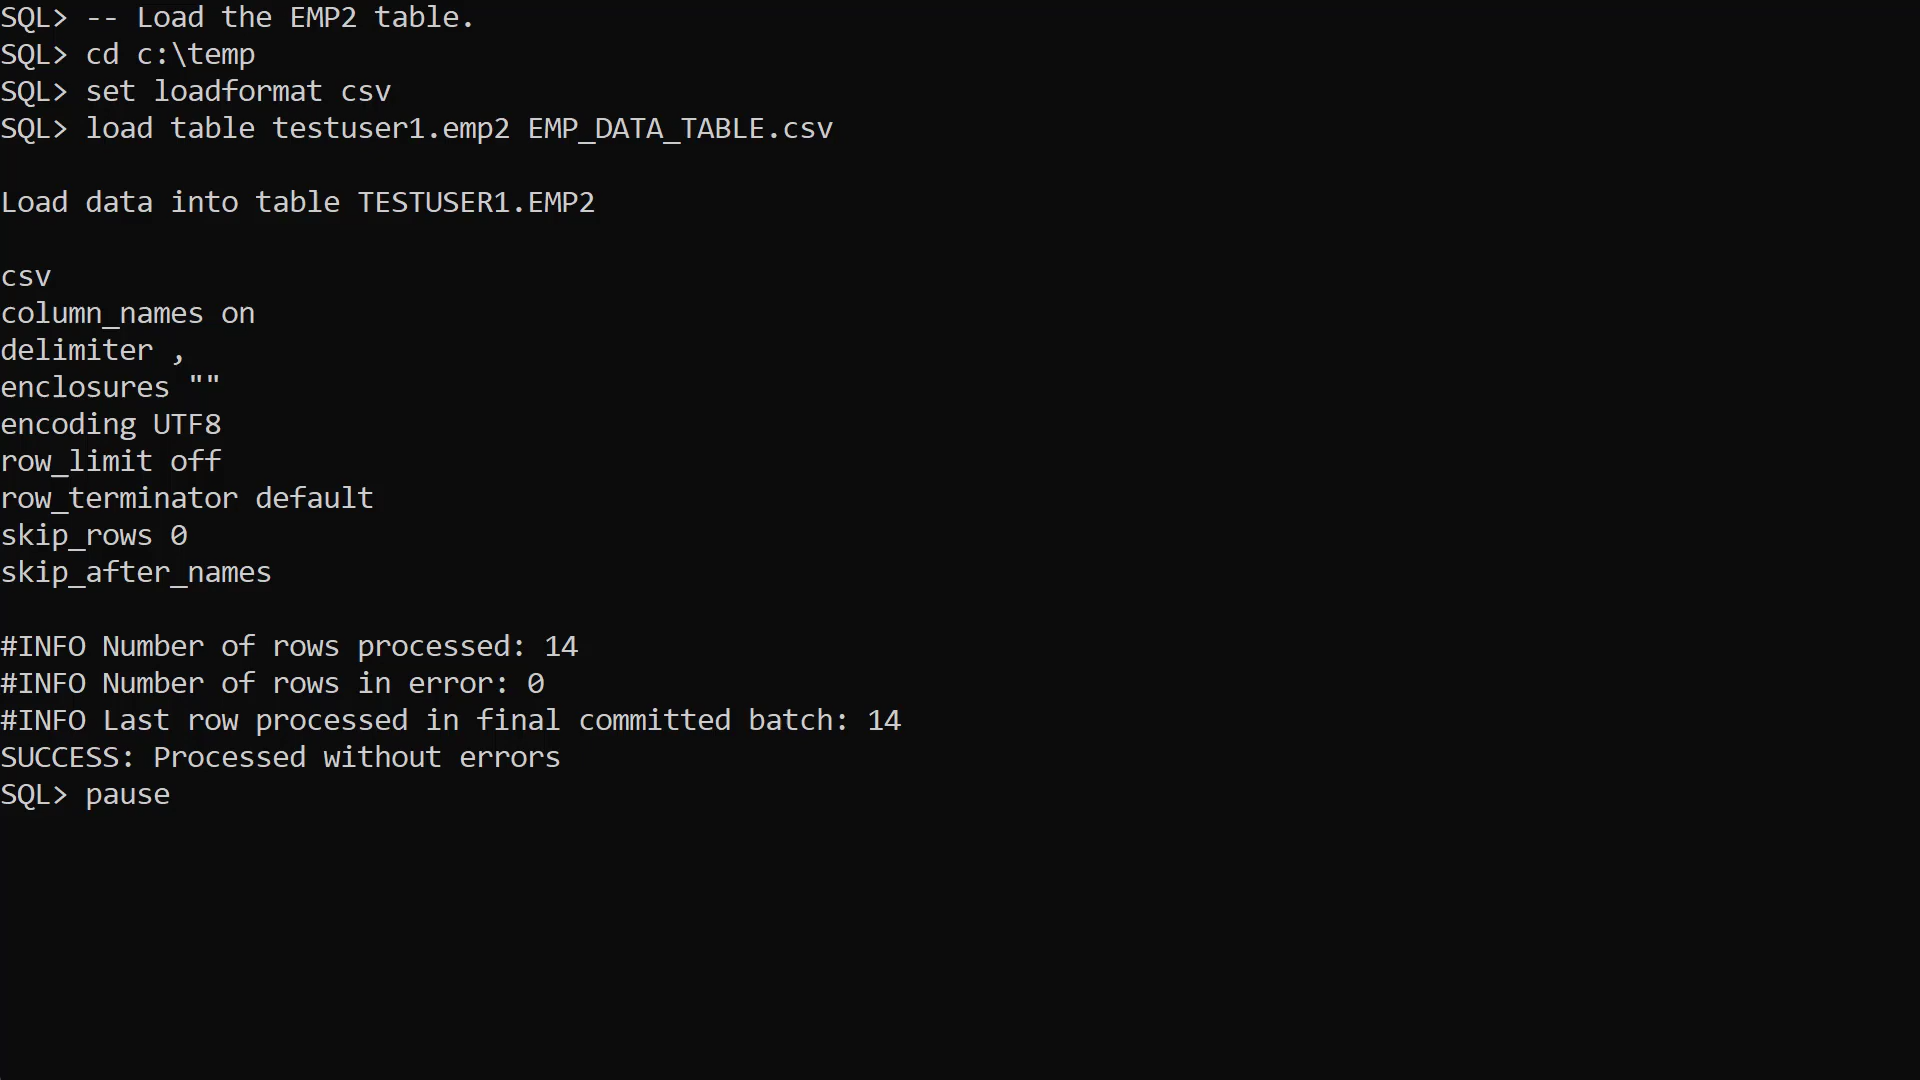 SQL> -- Load the EMP2 table.
SQL> cd c:\temp
SQL> set loadformat csv
SQL> load table testuser1.emp2 EMP_DATA_TABLE.csv
Load data into table TESTUSER1.EMP2
csv
column_names on
delimiter ,
enclosures ""
encoding UTF8
row_limit off
row_terminator default
skip_rows 0
skip_after_names
#INFO Number of rows processed: 14
#INFO Number of rows in error: 0
#INFO Last row processed in final committed batch: 14
SUCCESS: Processed without errors
SQL> pause